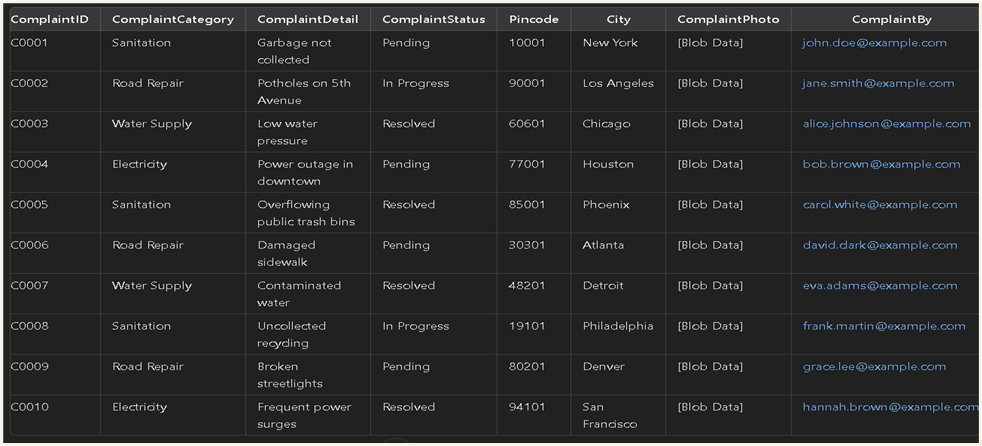 ComplaintID ComplaintCategory ComplaintDetail ComplaintStatus Pincode City ComplaintPhoto ComplaintBy
C0001 Sanitation Garbage not Pending 10001 New York [Blob Data] john.doe@example.com
collected
C0002 Road Repair Potholes on 5th In Progress 90001 Los Angeles [Blob Data] jane.smith@example.com
Avenue
C0003 Water Supply Low water Resolved 60601 Chicago [Blob Data] alice.johnson@example.com
pressure
C0004 Electricity Power outage in Pending 77001 Houston [Blob Data] bob.brown@example.com
downtown
C0005 Sanitation Overflowing Resolved 85001 Phoenix [Blob Data] carol.white@example.com
public trash bins
C0006 Road Repair Damaged Pending 30301 Atlanta [Blob Data] david.clark@example.com
sidewalk
C0007 Water Supply Contaminated Resolved 48201 Detroit [Blob Data] eva.adams@example.com
water
C0008 Sanitation Uncollected In Progress 19101 Philadelphia [Blob Data] frank.martin@example.com
recycling
C0009 Road Repair Broken Pending 80201 Denver [Blob Data] grace.lee@example.com
streetlights
C0010 Electricity Frequent power Resolved 94101 San [Blob Data] hannah.brown@example.com
surges Francisco